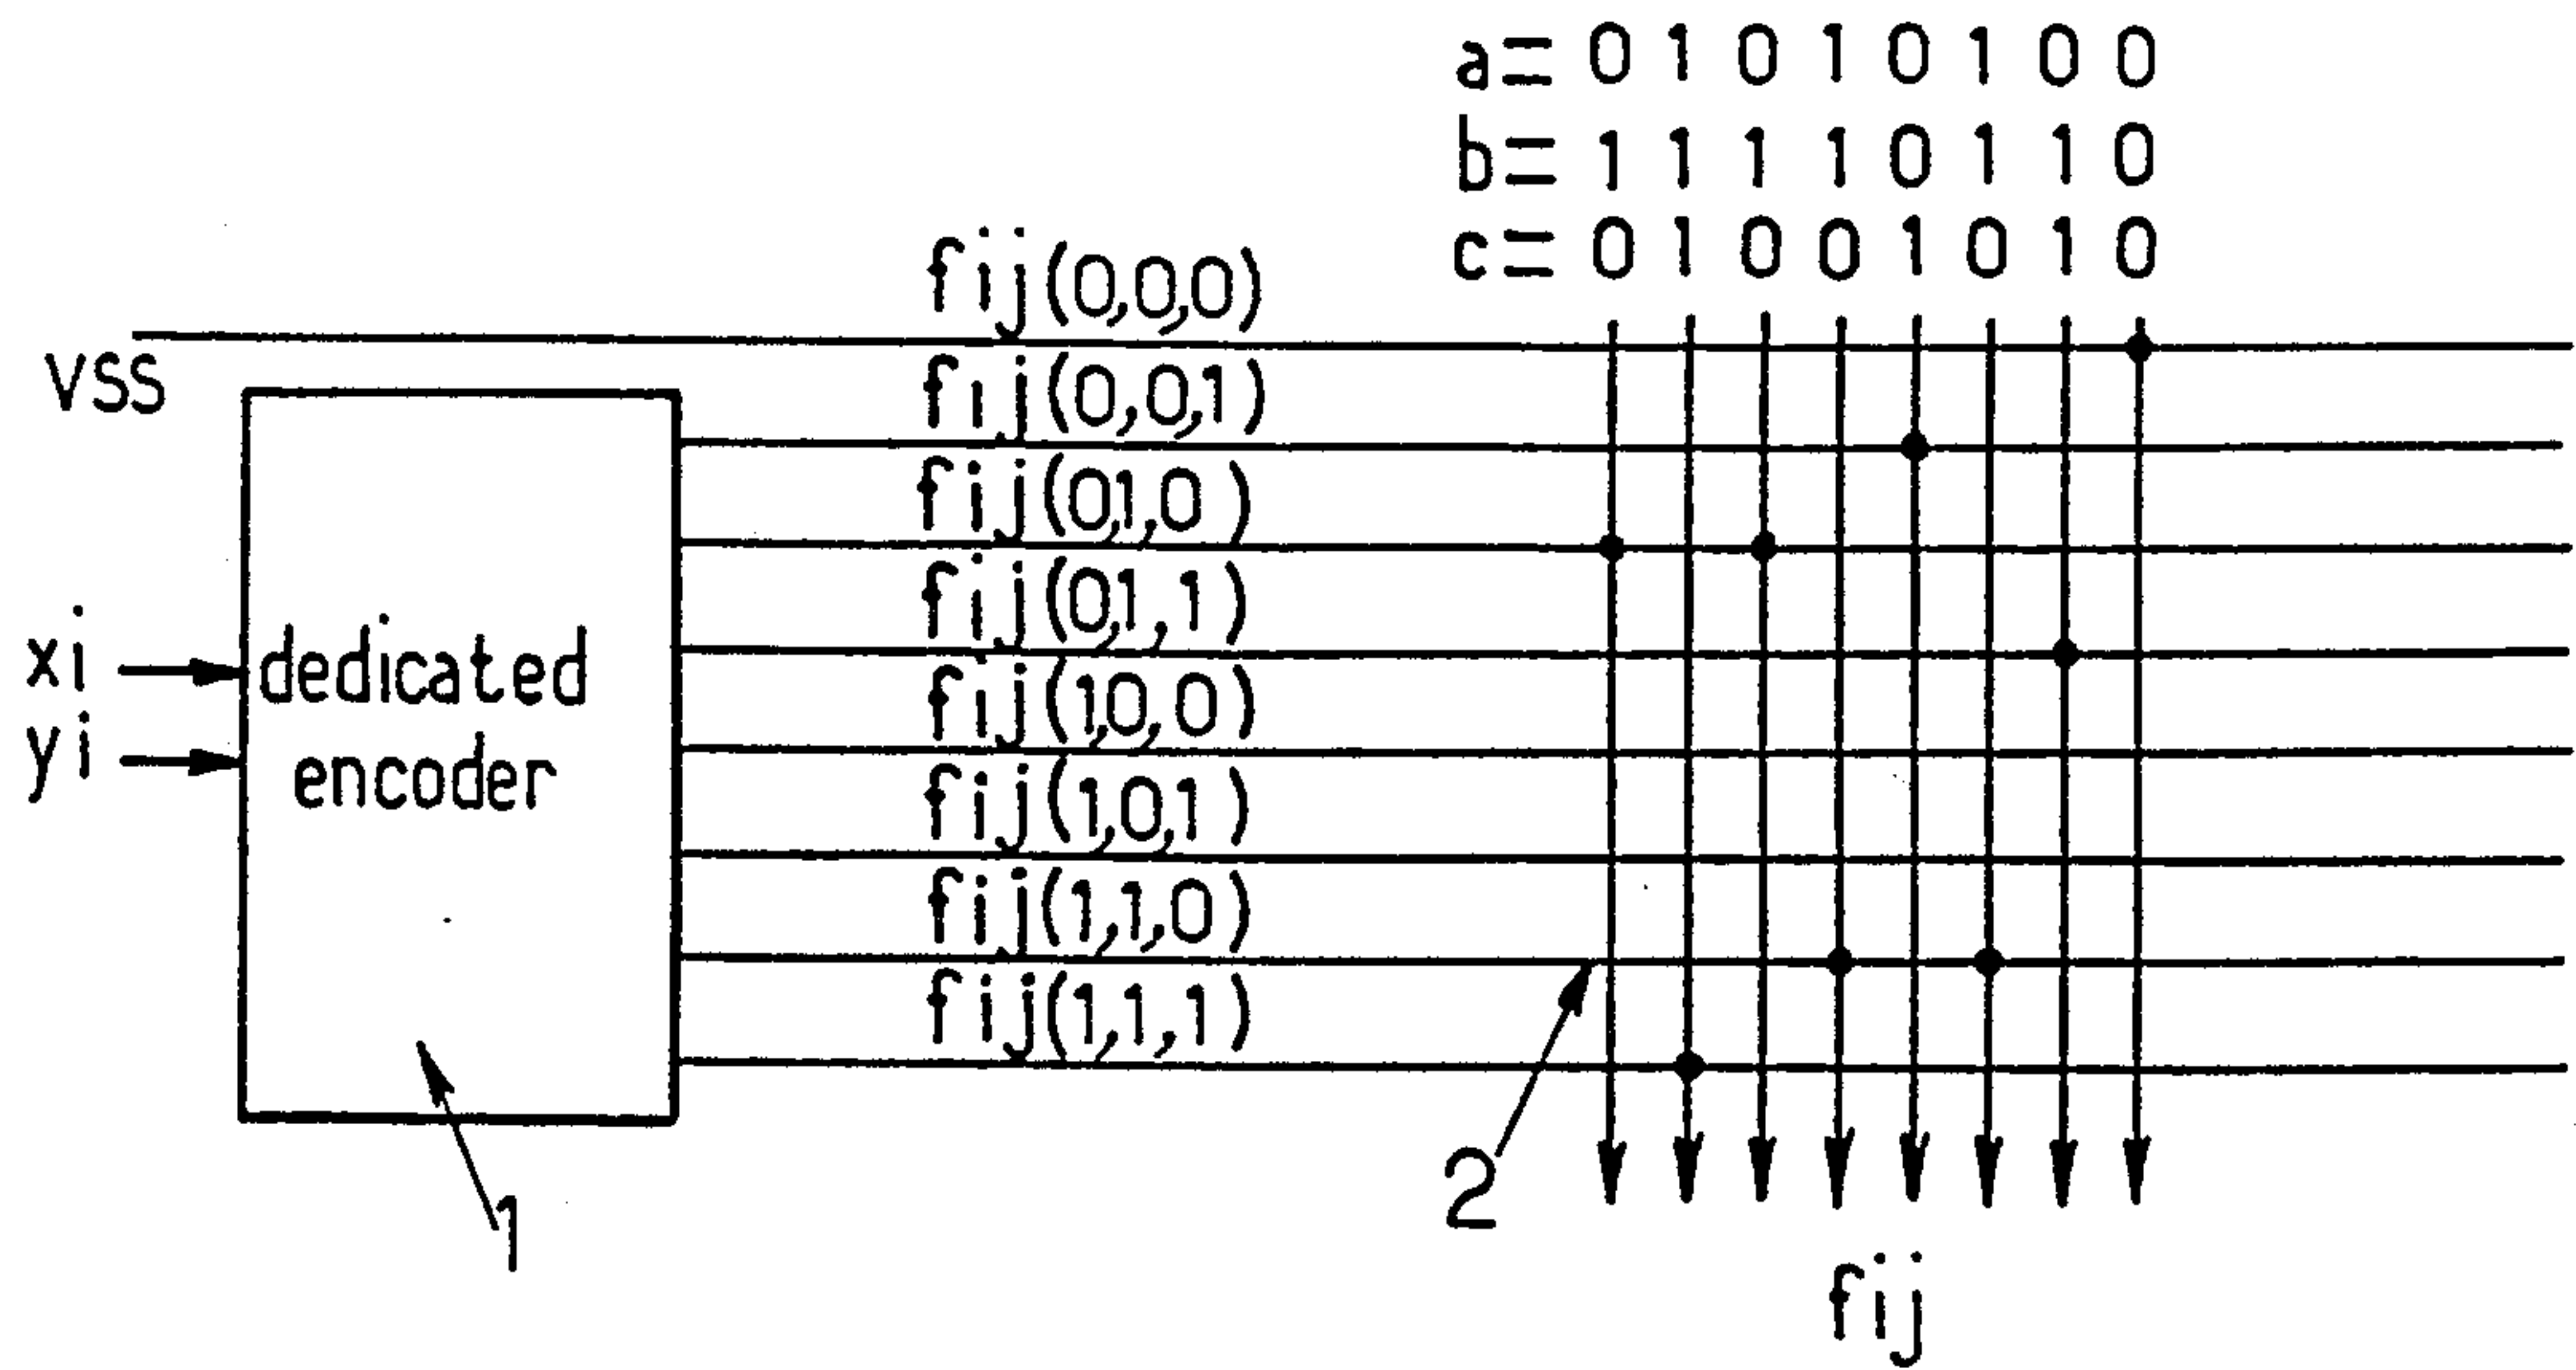 a= 0 1 0 1 0 1 0 0
b= 1 1 1 1 0 1 1 0
c= 0 1 0 0 1 0 1 0
fij(0,0,0)
VSS
fij(0,0,1)
fij(0,1,0)
fij(0,1,1)
xi
yi
dedicated
encoder
fij(1,0,0)
fij(1,0,1)
fij(1,1,0)
fij(1,1,1)
1
2
fij